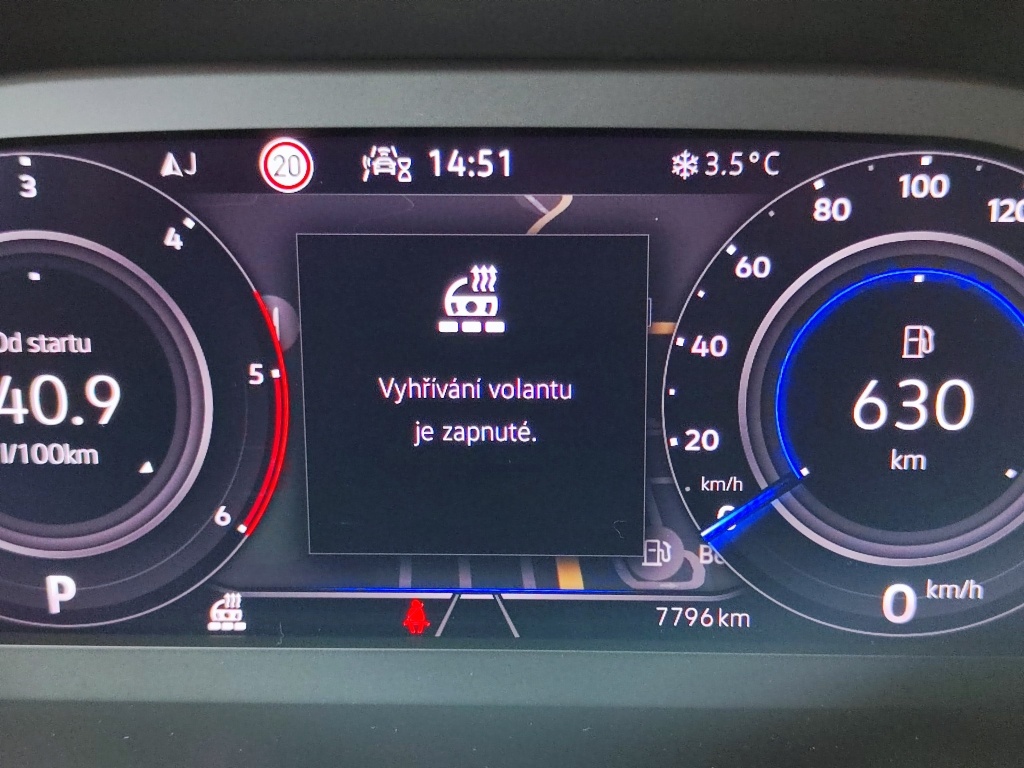 J
20
14:51
3.5°C
3
4
5
6
Od startu
40.9
l/100km
P
Vyhřívání volantu
je zapnuté.
20
40
60
80
100
120
km/h
630
km
0 km/h
7796 km